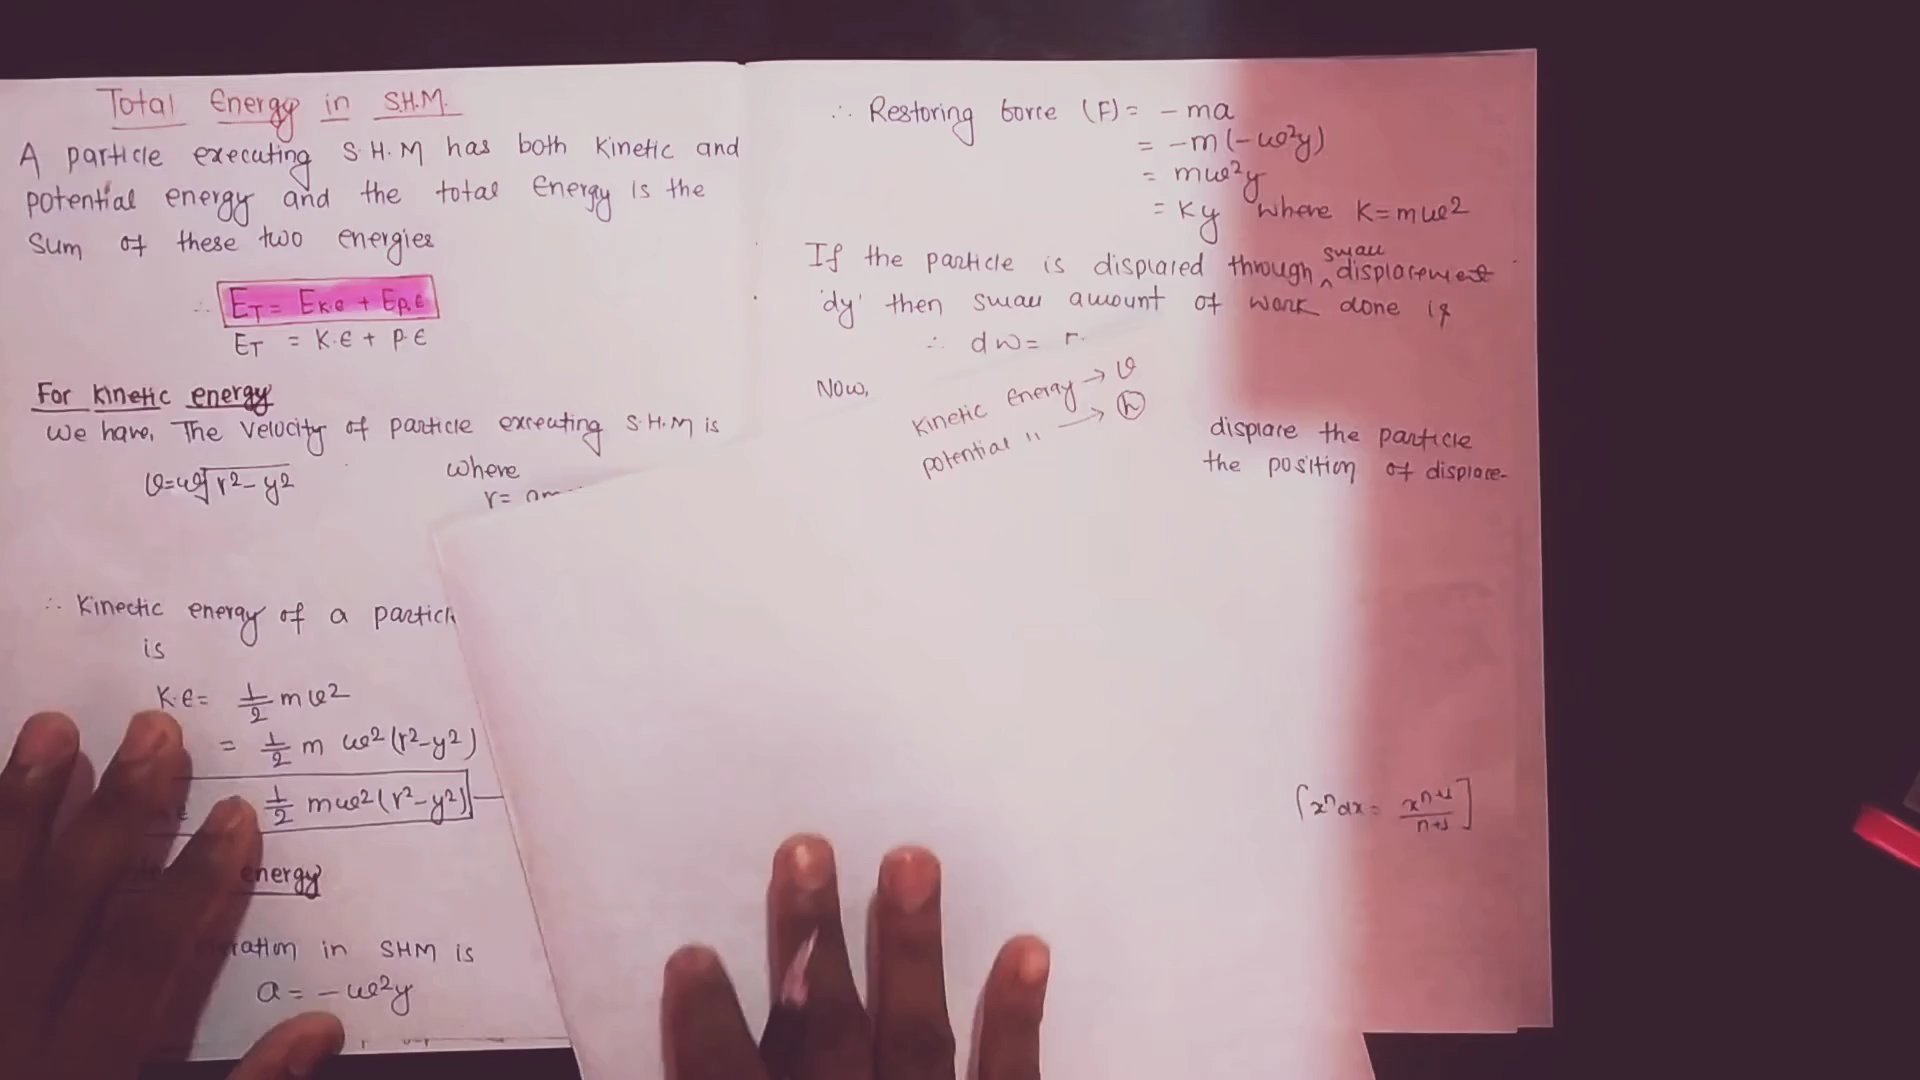 Total Energy in S.H.M.
A particle executing S.H.M has both kinetic and
potential energy and the total Energy is the
sum of these two energies
∴ ET = EK.e + EP.E
ET = K.E + P.E
For kinetic energy
We have, The velocity of particle executing S.H.M is
v=ω√r²-y²
where
r=
∴ Kinectic energy of a
is
K.E= 1/2 mv²
= 1/2 m ω²(r²-y²)
1/2 mω²(r²-y²)
energy
in SHM is
a = -ω²y
∴ Restoring force (F) = - ma
= -m(-ω²y)
= mω²y
= Ky where K=mω²
If the particle is displaced through small displacement
'dy' then small amount of work done is
∴ dw=
Now,
Kinetic energy → v
potential " → h
displace the particle
the position of displace-
[xⁿdx = xⁿ⁺¹/n+1]